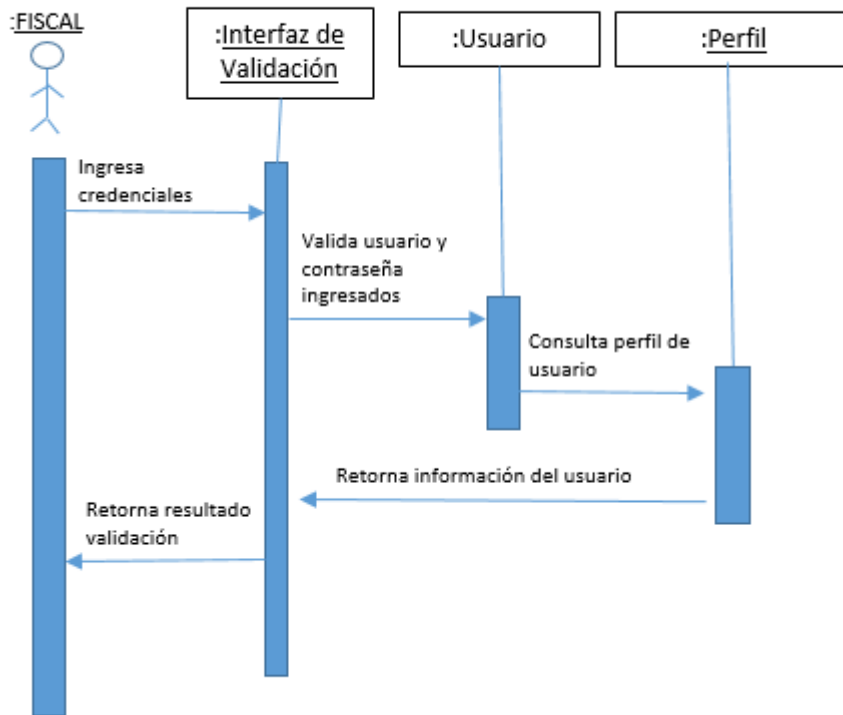 :FISCAL
:Interfaz de
Validación
:Usuario
:Perfil
Ingresa
credenciales
Valida usuario y
contraseña
ingresados
Consulta perfil de
usuario
Retorna información del usuario
Retorna resultado
validación